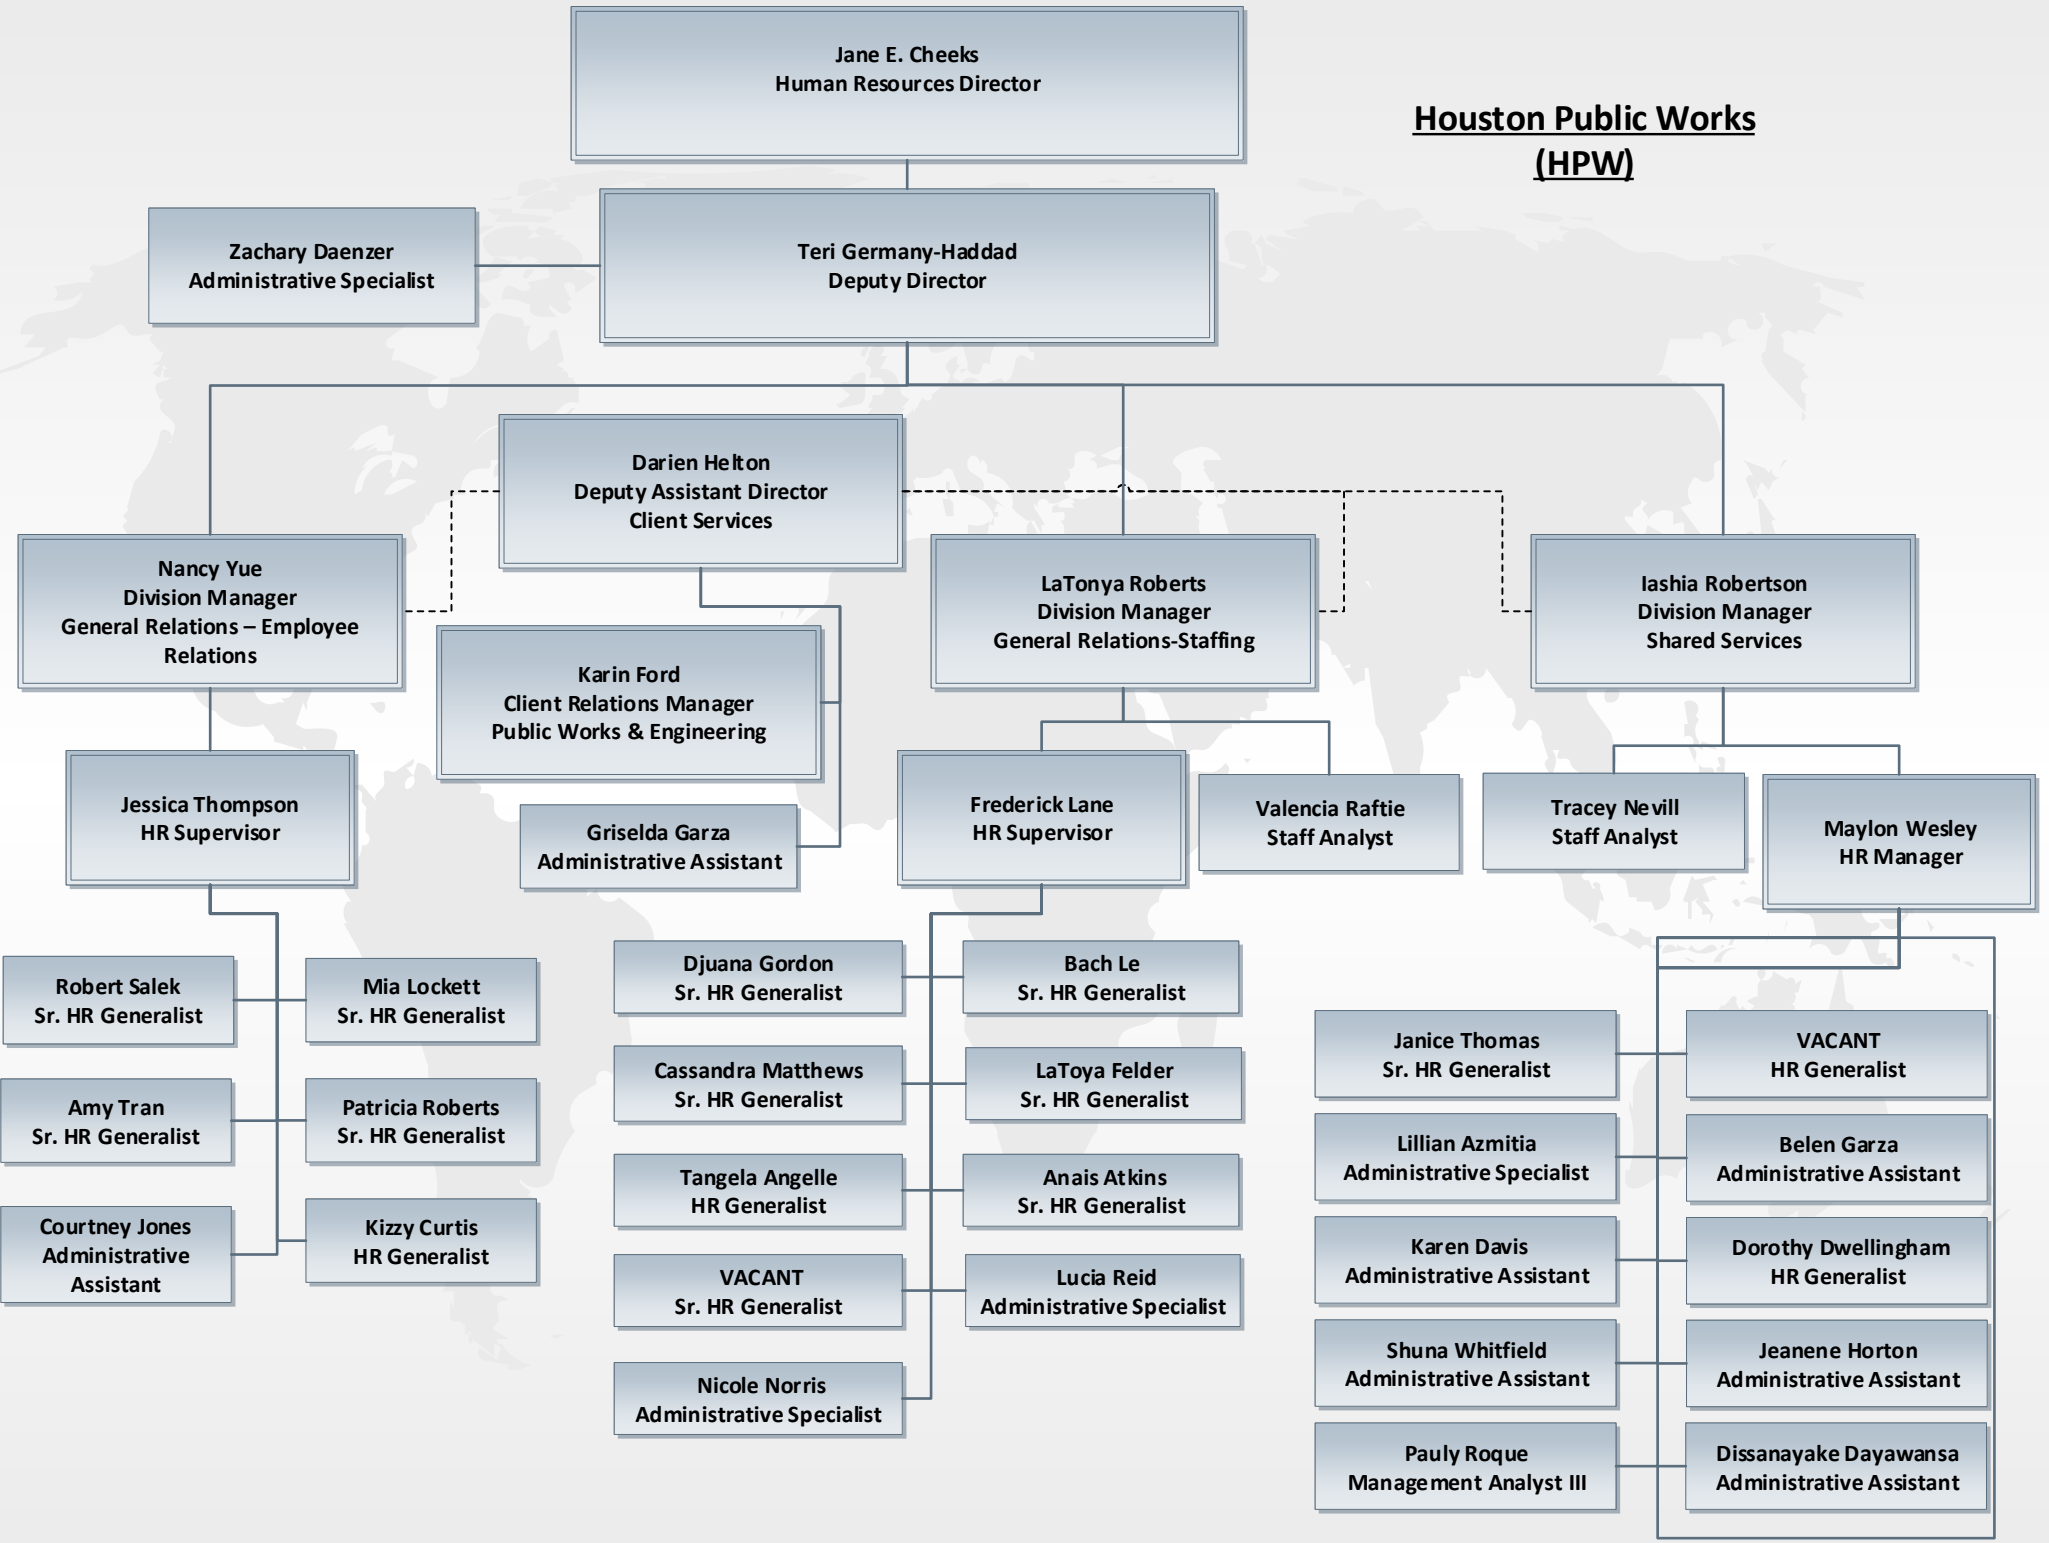 Jane E. Cheeks
Human Resources Director
Houston Public Works
(HPW)
Zachary Daenzer
Administrative Specialist
Teri Germany-Haddad
Deputy Director
Darien Helton
Deputy Assistant Director
Client Services
Nancy Yue
Division Manager
General Relations – Employee
Relations
LaTonya Roberts
Division Manager
General Relations-Staffing
Iashia Robertson
Division Manager
Shared Services
Karin Ford
Client Relations Manager
Public Works & Engineering
Jessica Thompson
HR Supervisor
Griselda Garza
Administrative Assistant
Frederick Lane
HR Supervisor
Valencia Raftie
Staff Analyst
Tracey Nevill
Staff Analyst
Maylon Wesley
HR Manager
Robert Salek
Sr. HR Generalist
Mia Lockett
Sr. HR Generalist
Amy Tran
Sr. HR Generalist
Patricia Roberts
Sr. HR Generalist
Courtney Jones
Administrative
Assistant
Kizzy Curtis
HR Generalist
Djuana Gordon
Sr. HR Generalist
Bach Le
Sr. HR Generalist
Cassandra Matthews
Sr. HR Generalist
LaToya Felder
Sr. HR Generalist
Tangela Angelle
HR Generalist
Anais Atkins
Sr. HR Generalist
VACANT
Sr. HR Generalist
Lucia Reid
Administrative Specialist
Nicole Norris
Administrative Specialist
Janice Thomas
Sr. HR Generalist
VACANT
HR Generalist
Lillian Azmitia
Administrative Specialist
Belen Garza
Administrative Assistant
Karen Davis
Administrative Assistant
Dorothy Dwellingham
HR Generalist
Shuna Whitfield
Administrative Assistant
Jeanene Horton
Administrative Assistant
Pauly Roque
Management Analyst III
Dissanayake Dayawansa
Administrative Assistant